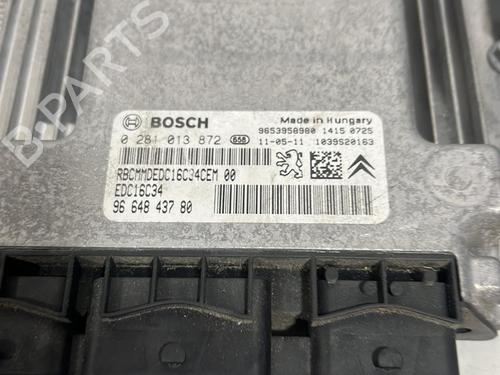 BOSCH
Made in Hungary
9653958980 1415 0725
0 281 013 872 658 11-05-11 1039S20163
RBCMMDEDC16C34CEM 00
EDC16C34
96 648 437 80